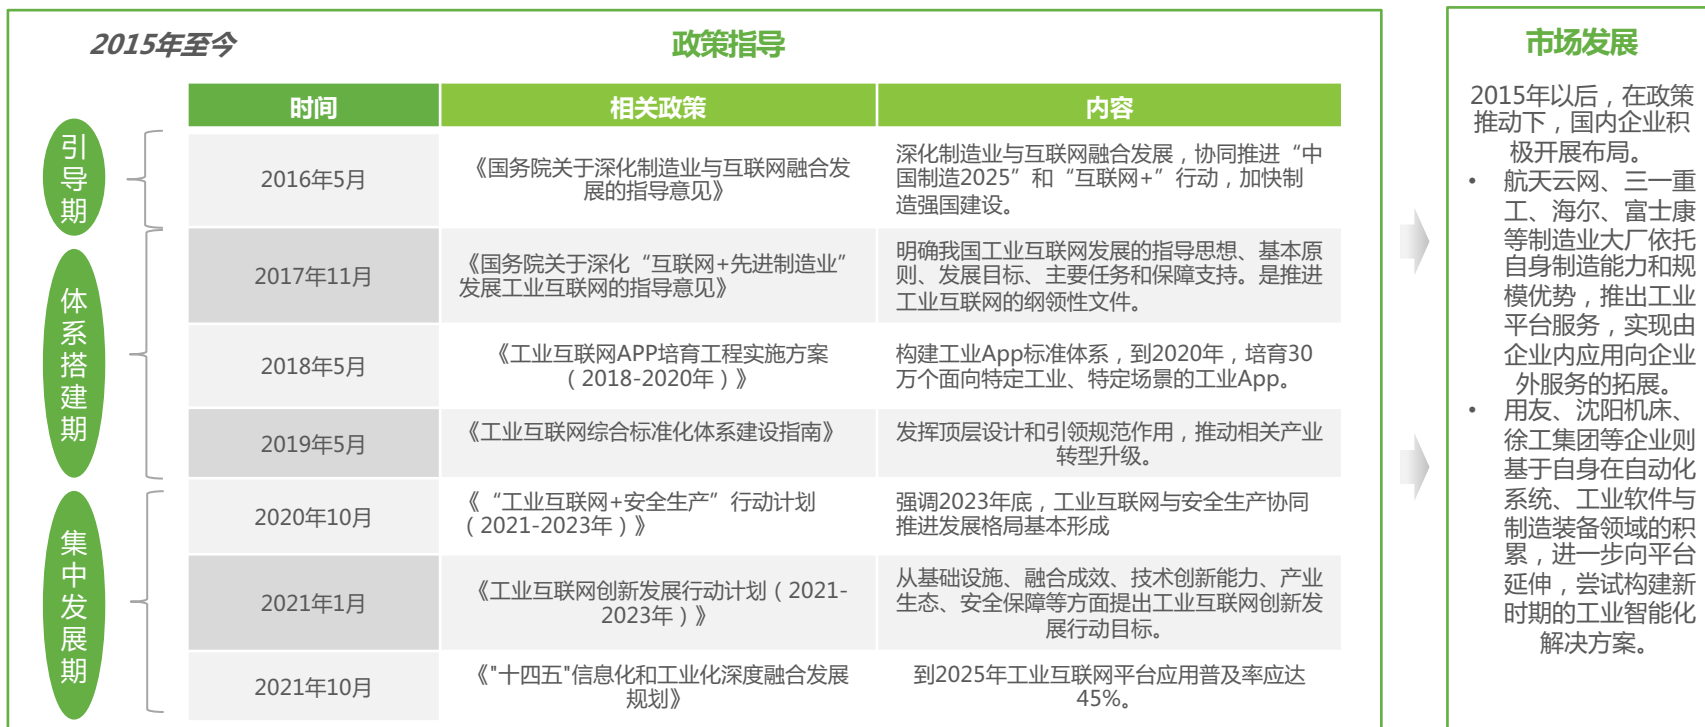 2015年至今
政策指导
时间
相关政策
内容
引导期
2016年5月
《国务院关于深化制造业与互联网融合发
展的指导意见》
深化制造业与互联网融合发展，协同推进“中
国制造2025”和“互联网+”行动，加快制
造强国建设。
体系搭建期
2017年11月
《国务院关于深化“互联网+先进制造业”
发展工业互联网的指导意见》
明确我国工业互联网发展的指导思想、基本原
则、发展目标、主要任务和保障支持。是推进
工业互联网的纲领性文件。
2018年5月
《工业互联网APP培育工程实施方案
（2018-2020年）》
构建工业App标准体系，到2020年，培育30
万个面向特定工业、特定场景的工业App。
2019年5月
《工业互联网综合标准化体系建设指南》
发挥顶层设计和引领规范作用，推动相关产业
转型升级。
集中发展期
2020年10月
《“工业互联网+安全生产”行动计划
（2021-2023年）》
强调2023年底，工业互联网与安全生产协同
推进发展格局基本形成
2021年1月
《工业互联网创新发展行动计划（2021-
2023年）》
从基础设施、融合成效、技术创新能力、产业
生态、安全保障等方面提出工业互联网创新发
展行动目标。
2021年10月
《"十四五"信息化和工业化深度融合发展
规划》
到2025年工业互联网平台应用普及率应达
45%。
市场发展
2015年以后，在政策
推动下，国内企业积
极开展布局。
• 航天云网、三一重
工、海尔、富士康
等制造业大厂依托
自身制造能力和规
模优势，推出工业
平台服务，实现由
企业内应用向企业
外服务的拓展。
• 用友、沈阳机床、
徐工集团等企业则
基于自身在自动化
系统、工业软件与
制造装备领域的积
累，进一步向平台
延伸，尝试构建新
时期的工业智能化
解决方案。